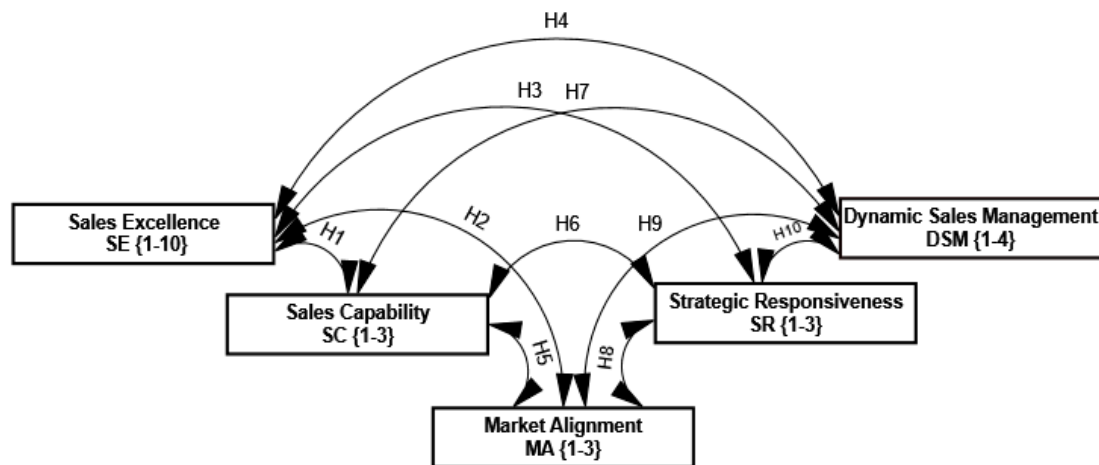 H4
H3
H7
Sales Excellence
SE {1-10}
H1
H2
H6
H9
H10
Dynamic Sales Management
DSM {1-4}
Sales Capability
SC {1-3}
Strategic Responsiveness
SR {1-3}
H5
H8
Market Alignment
MA {1-3}